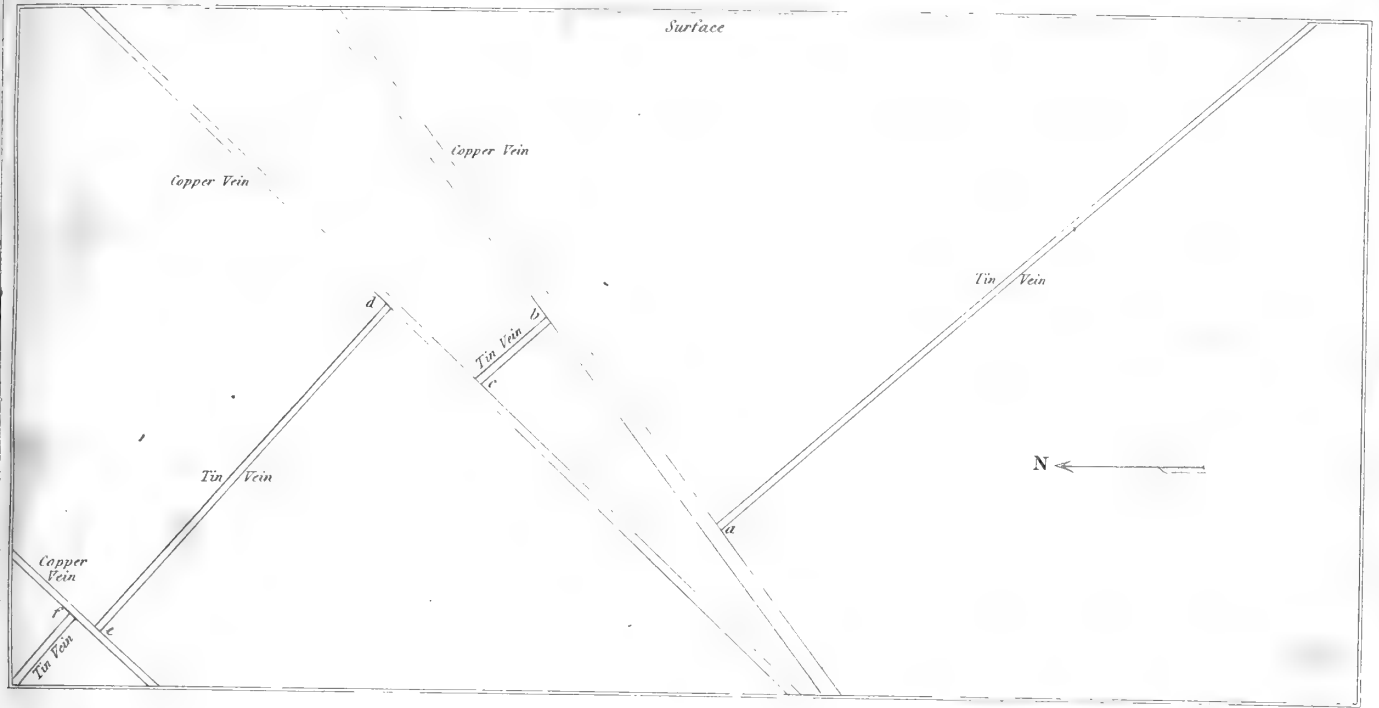 Surface
Copper Vein
Copper Vein
Tin Vein
d
b
Tin Vein
c
N
Tin Vein
a
Copper
Vein
f
e
Tin Vein